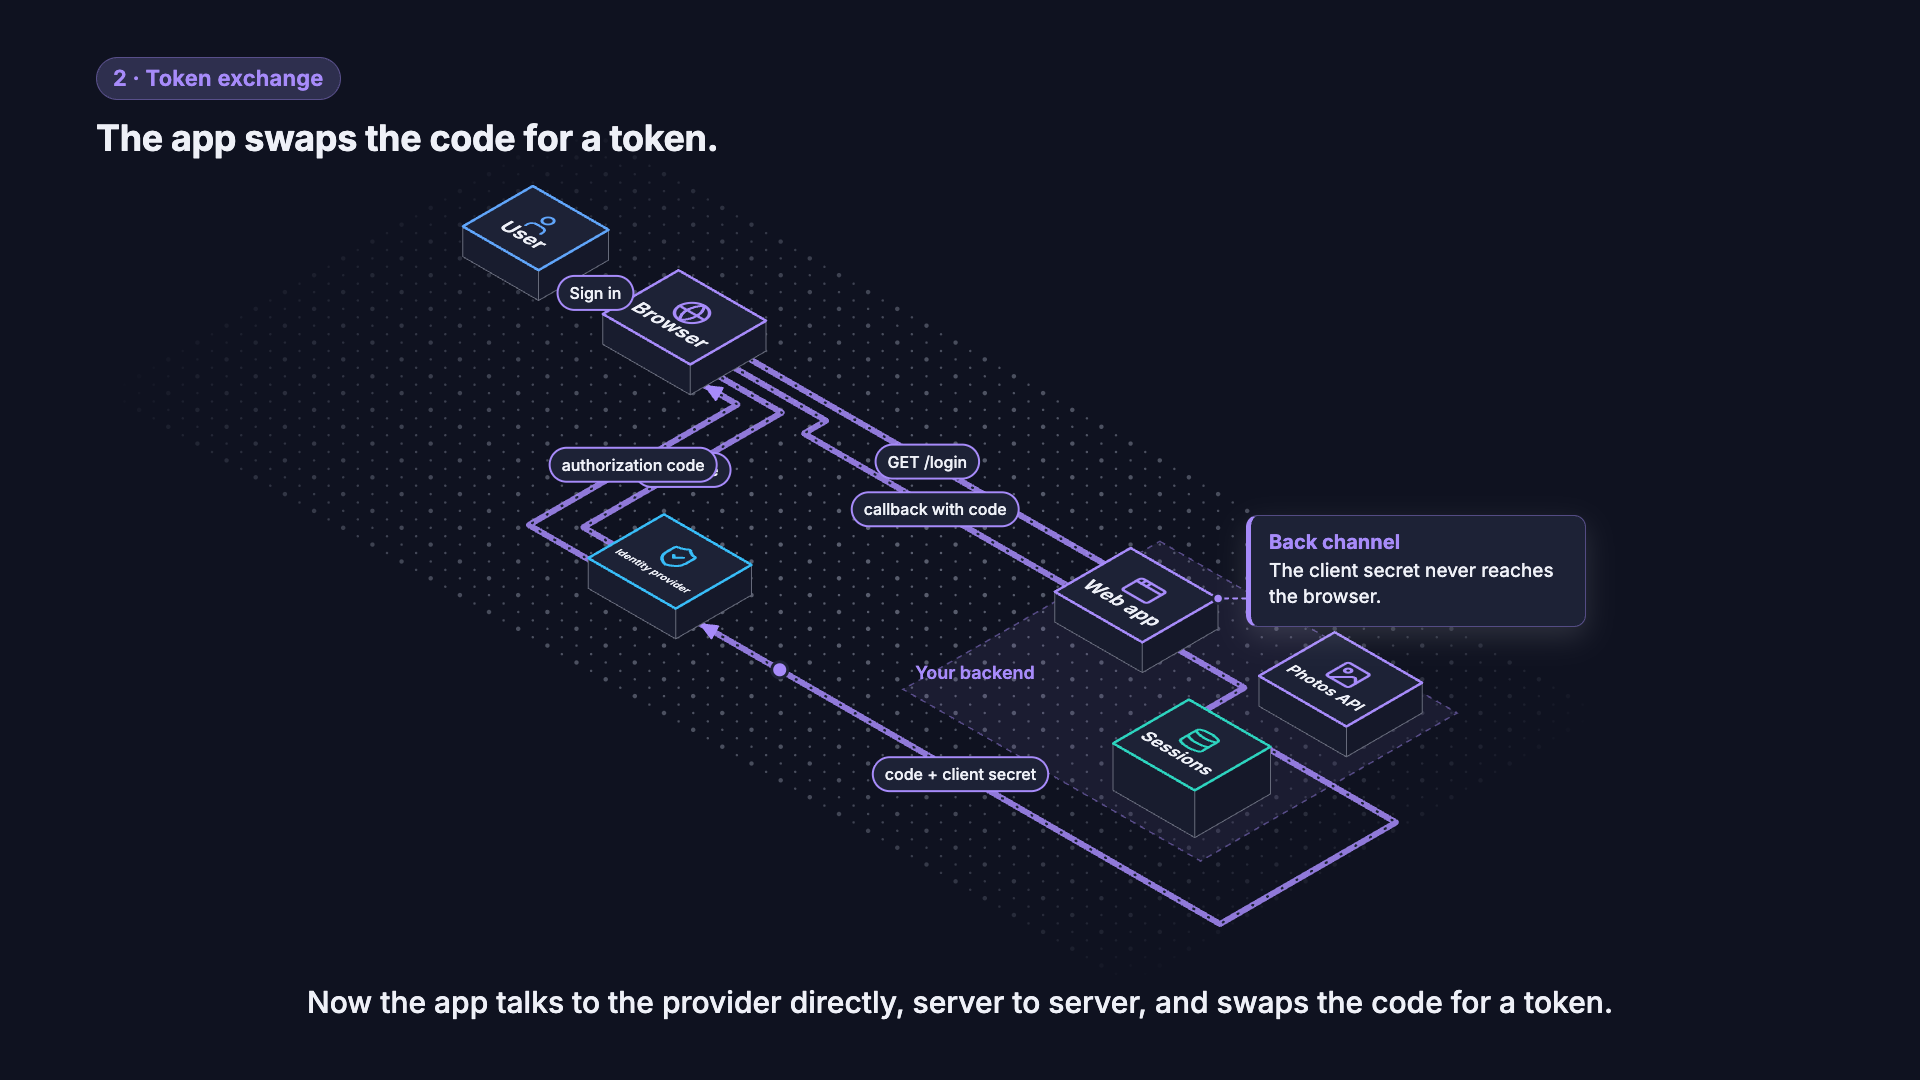 2 · Token exchange
The app swaps the code for a token.
User
Sign in
Browser
authorization code
GET /login
callback with code
Identity provider
Web app
Back channel
The client secret never reaches
the browser.
Your backend
Photos API
Sessions
code + client secret
Now the app talks to the provider directly, server to server, and swaps the code for a token.